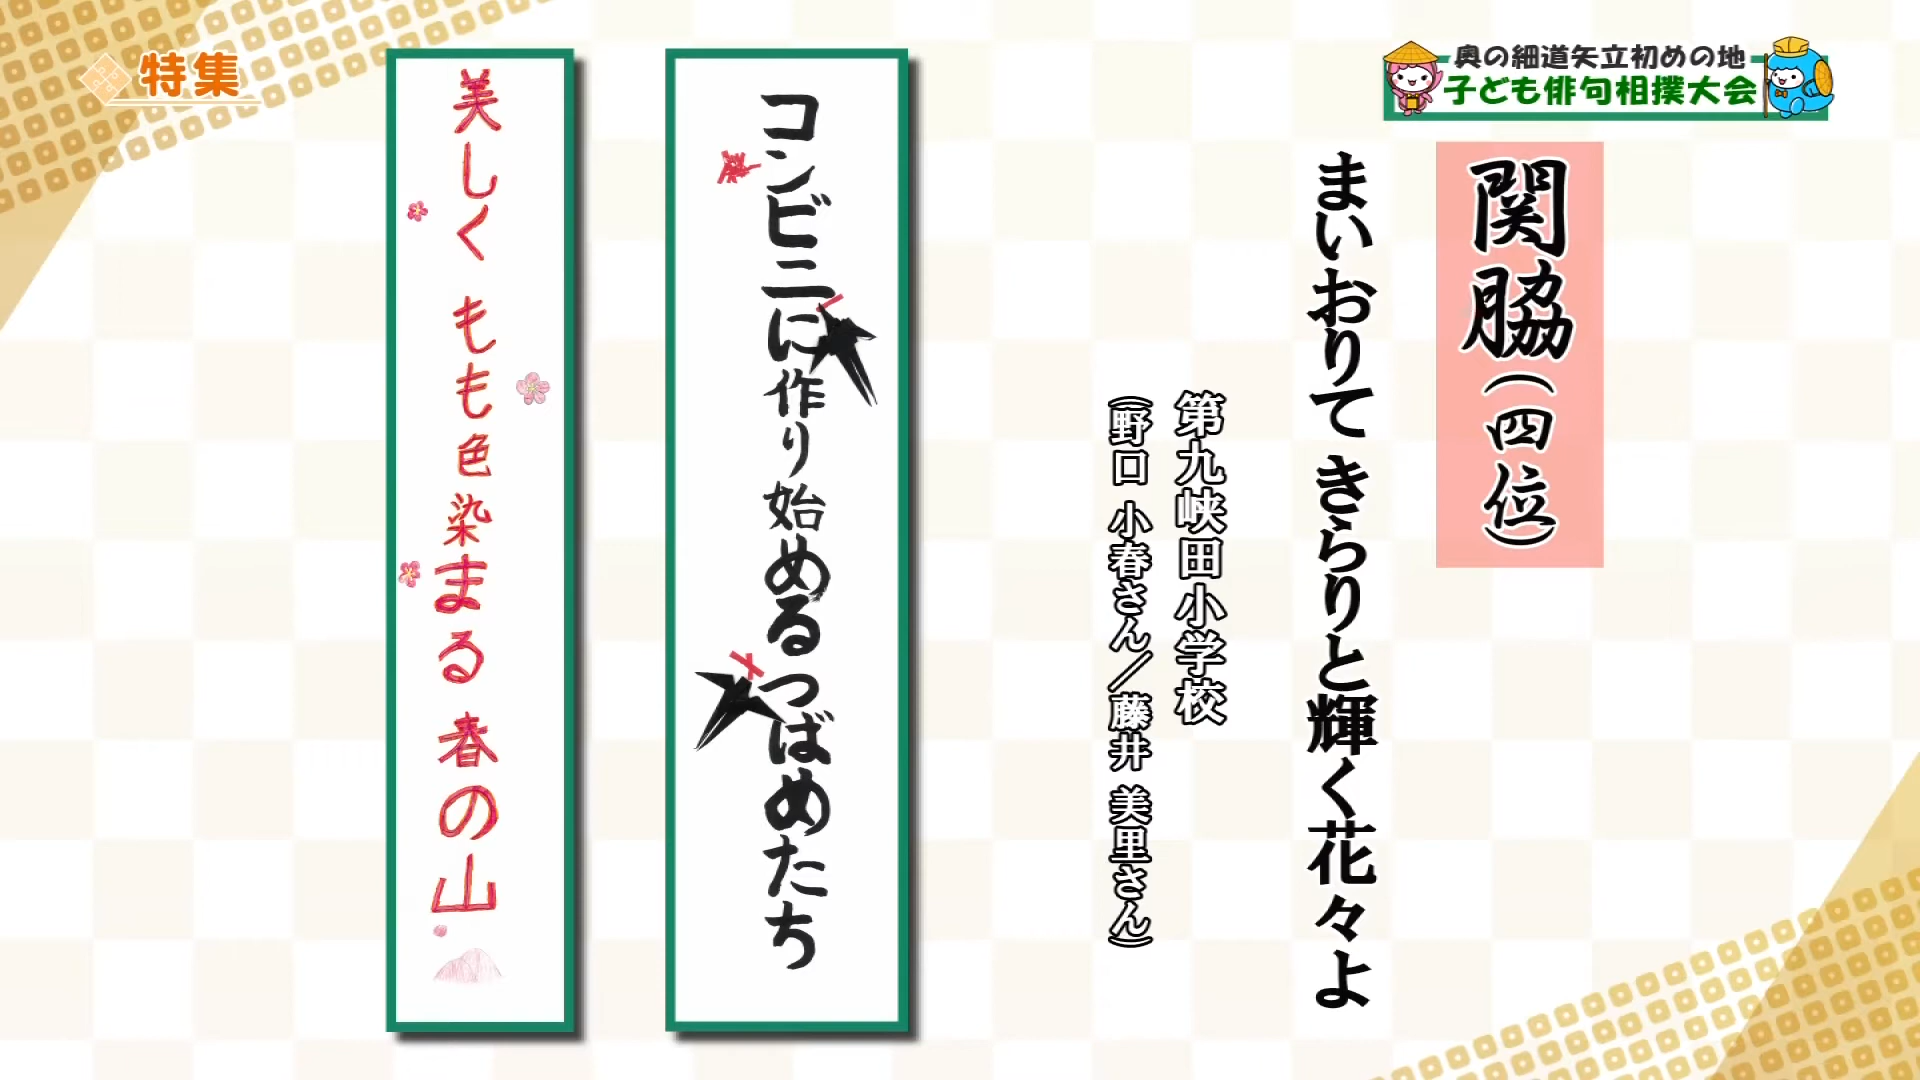 特集
奥の細道矢立初めの地
子ども俳句相撲大会
関脇(四位)
まいおりて きらりと輝く花々よ
第九峡田小学校
(野口 小春さん/藤井 美里さん)
コンビニに作り始めるつばめたち
美しく もも色染まる 春の山